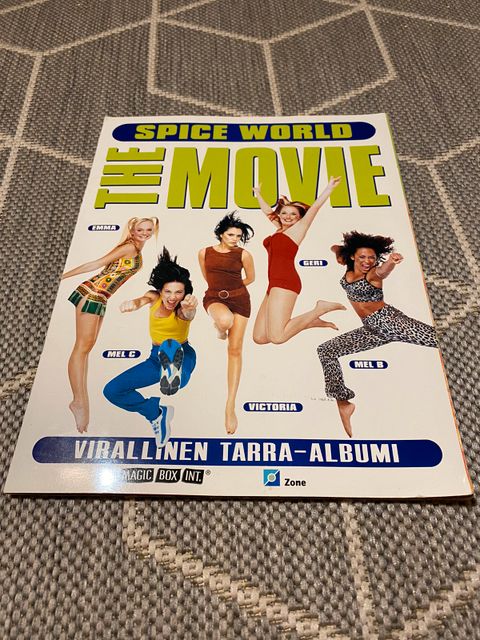 SPICE WORLD
THE MOVIE
EMMA
GERI
MEL C
MEL B
VICTORIA
VIRALLINEN TARRA-ALBUMI
MAGIC BOX INT.®
Zone